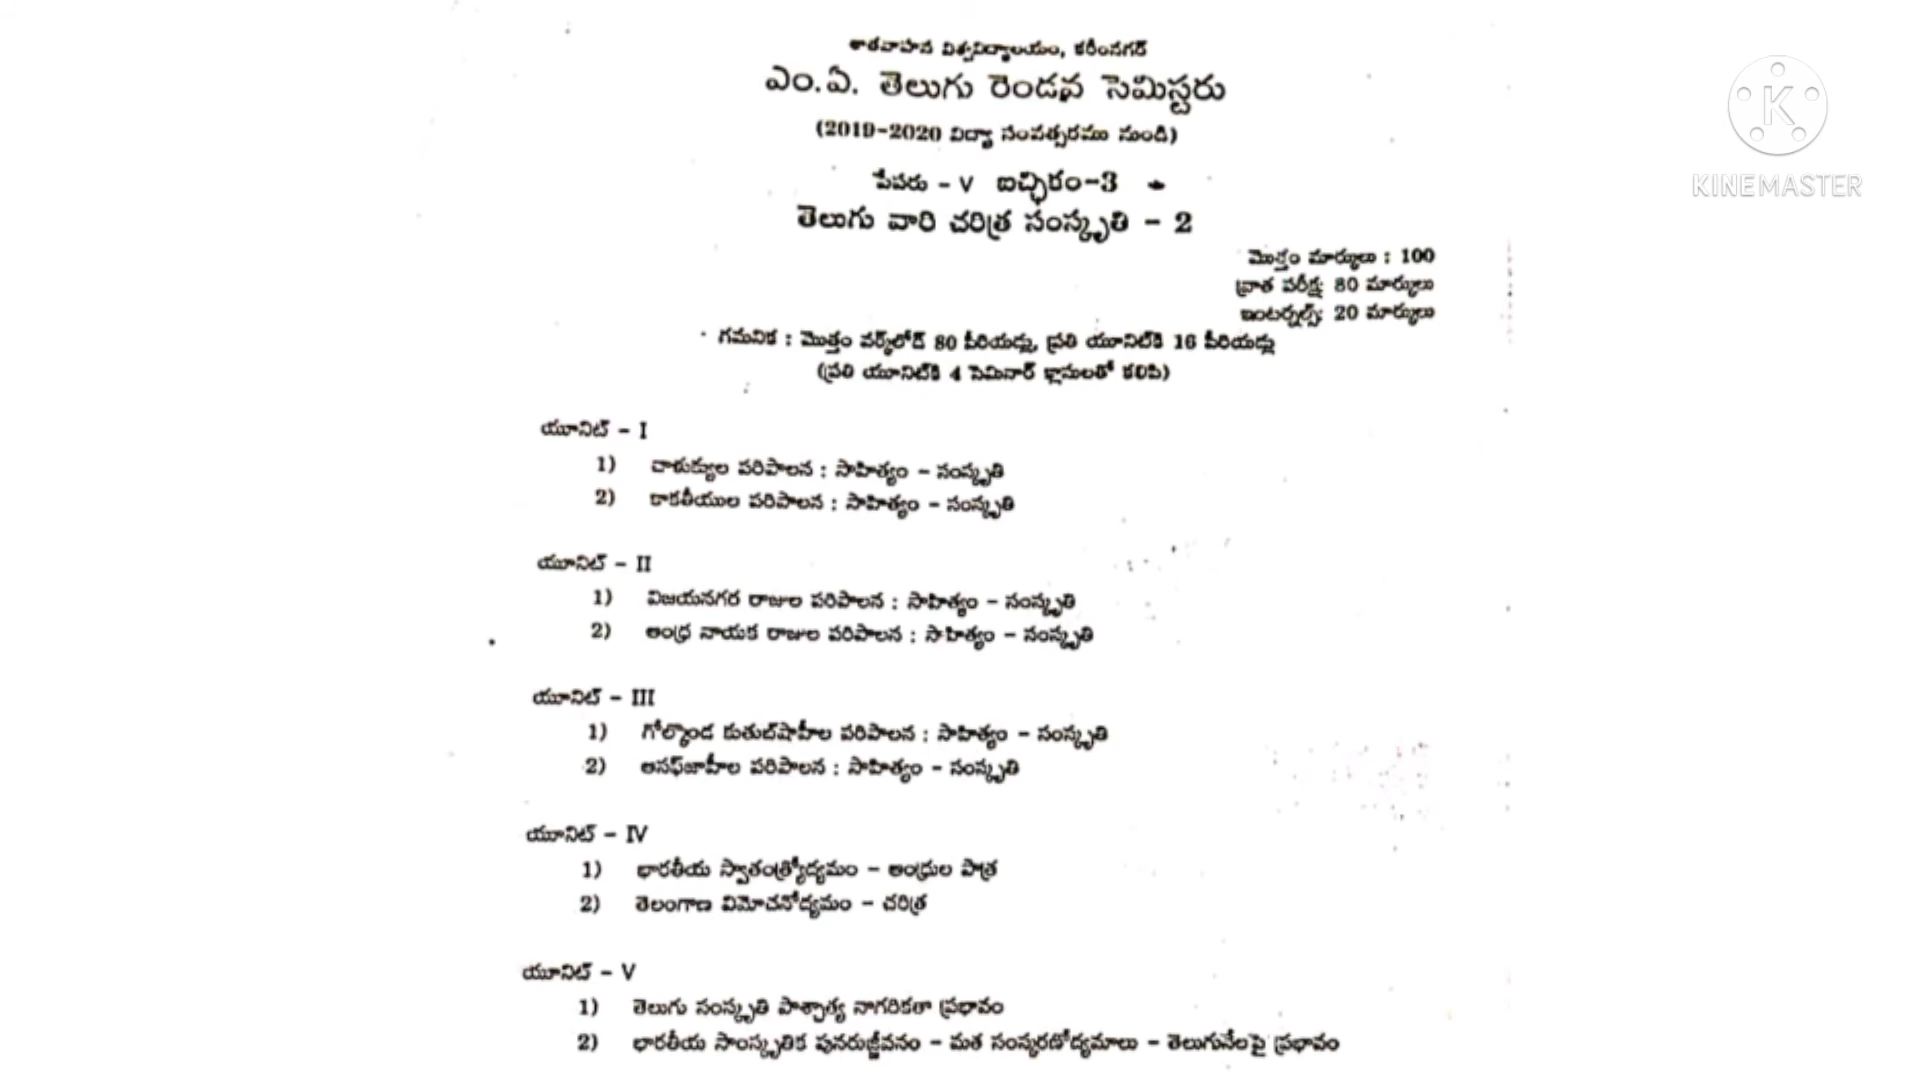 శాతవాహన విశ్వవిద్యాలయం, కరీంనగర్
ఎం.ఏ. తెలుగు రెండవ సెమిస్టరు
(2019-2020 విద్యా సంవత్సరము నుండి)
పేపరు - V ఐచ్ఛికం-3
తెలుగు వారి చరిత్ర సంస్కృతి - 2
మొత్తం మార్కులు : 100
వ్రాత పరీక్ష: 80 మార్కులు
ఇంటర్నల్స్: 20 మార్కులు
గమనిక : మొత్తం వర్క్‌లోడ్ 80 పీరియడ్లు, ప్రతి యూనిట్‌కి 16 పీరియడ్లు
(ప్రతి యూనిట్‌కి 4 సెమినార్ క్లాసులతో కలిపి)
యూనిట్ - I
1) చాళుక్యుల పరిపాలన : సాహిత్యం - సంస్కృతి
2) కాకతీయుల పరిపాలన : సాహిత్యం - సంస్కృతి
యూనిట్ - II
1) విజయనగర రాజుల పరిపాలన : సాహిత్యం - సంస్కృతి
2) ఆంధ్ర నాయక రాజుల పరిపాలన : సాహిత్యం - సంస్కృతి
యూనిట్ - III
1) గోల్కొండ కుతుబ్‌షాహీల పరిపాలన : సాహిత్యం - సంస్కృతి
2) అసఫ్‌జాహీల పరిపాలన : సాహిత్యం - సంస్కృతి
యూనిట్ - IV
1) భారతీయ స్వాతంత్ర్యోద్యమం - ఆంధ్రుల పాత్ర
2) తెలంగాణ విమోచనోద్యమం - చరిత్ర
యూనిట్ - V
1) తెలుగు సంస్కృతి పాశ్చాత్య నాగరికతా ప్రభావం
2) భారతీయ సాంస్కృతిక పునరుజ్జీవనం - మత సంస్కరణోద్యమాలు - తెలుగునేలపై ప్రభావం
K
KINEMASTER